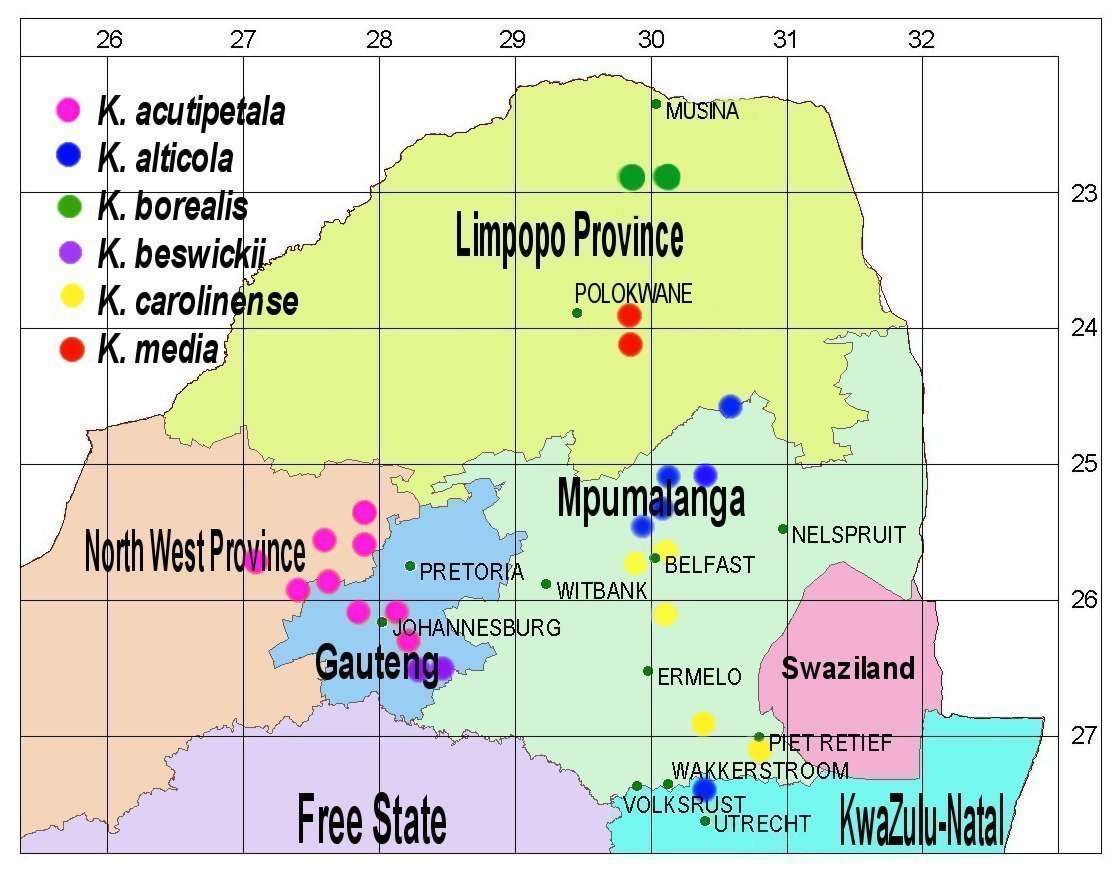 26 27 28 29 30 31 32
MUSINA
K. acutipetala
K. alticola
K. borealis
K. beswickii
K. carolinense
K. media
23
Limpopo Province
POLOKWANE
24
25
Mpumalanga
North West Province
NELSPRUIT
BELFAST
PRETORIA
WITBANK
26
JOHANNESBURG
Gauteng
ERMELO
Swaziland
27
PIET RETIEF
WAKKERSTROOM
VOLKSRUST
UTRECHT
Free State
KwaZulu-Natal